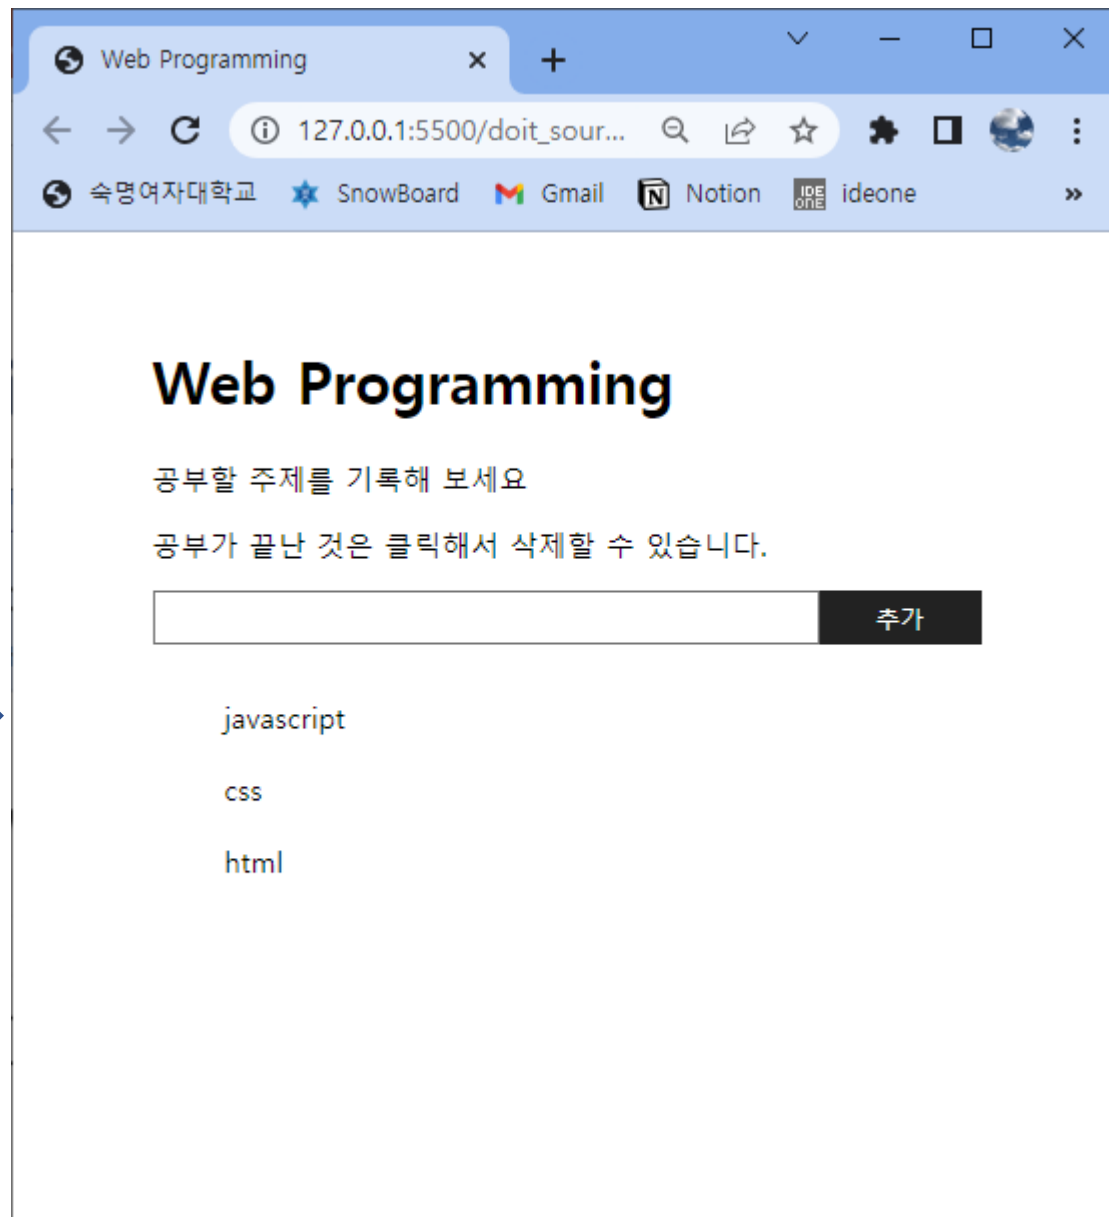 Web Programming
127.0.0.1:5500/doit_sour...
숙명여자대학교 SnowBoard Gmail Notion IDE ONE ideone
Web Programming
공부할 주제를 기록해 보세요
공부가 끝난 것은 클릭해서 삭제할 수 있습니다.
추가
javascript
css
html